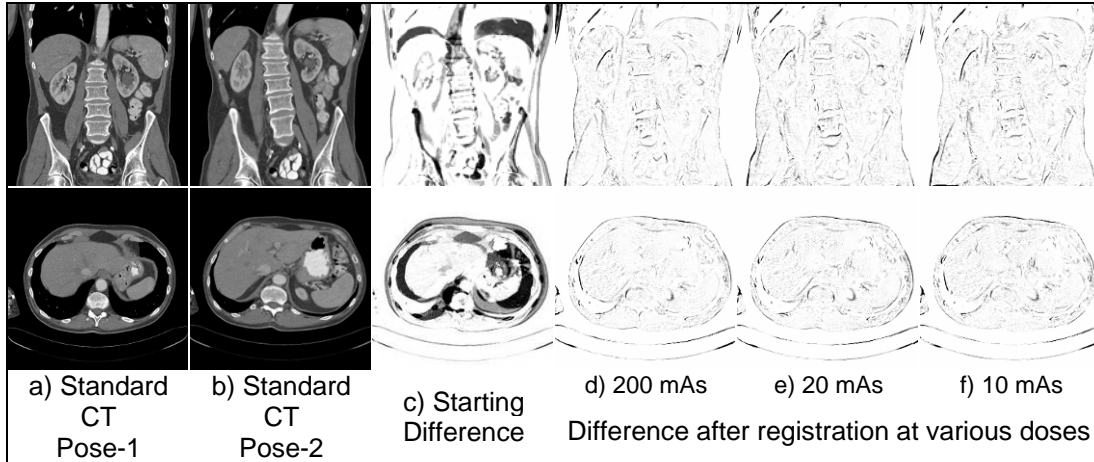 a) Standard
CT
Pose-1
b) Standard
CT
Pose-2
c) Starting
Difference
d) 200 mAs
e) 20 mAs
f) 10 mAs
Difference after registration at various doses